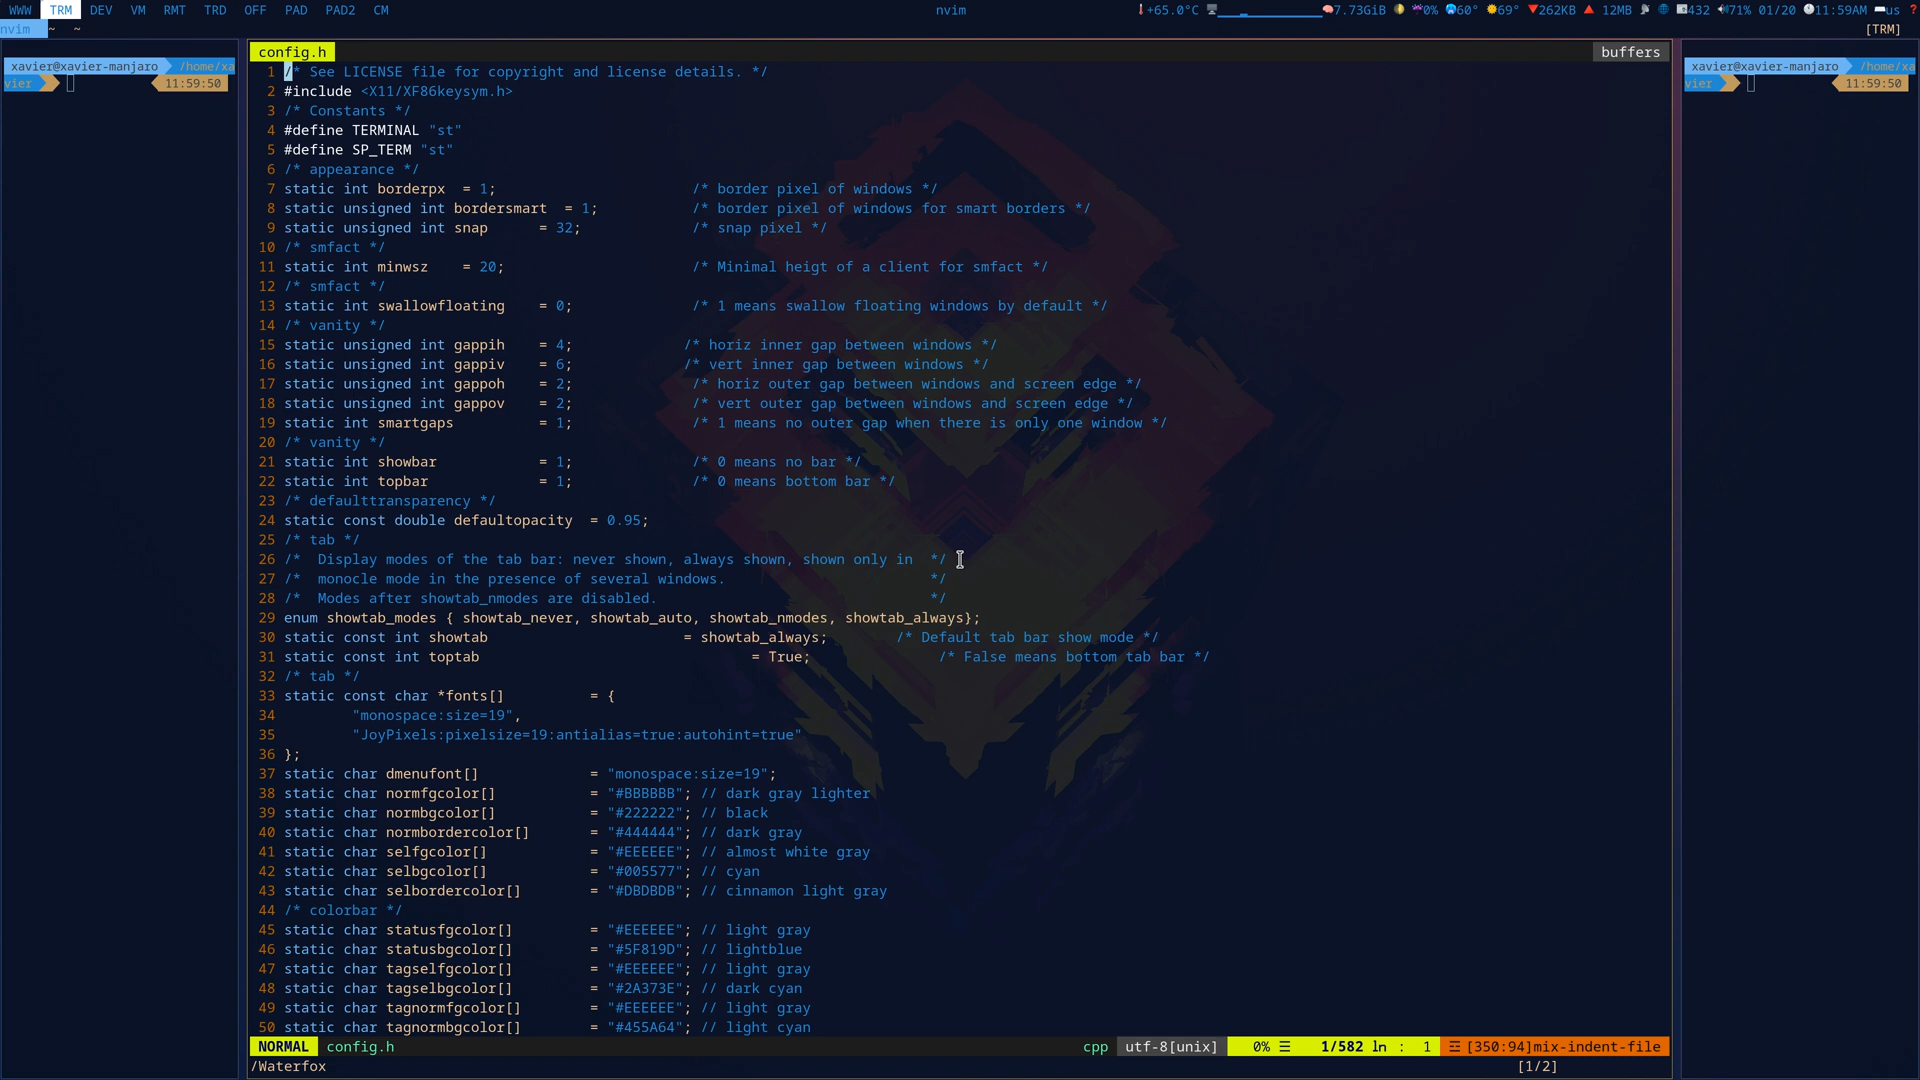 WWW TRM DEV VM RMT TRD OFF PAD PAD2 CM nvim +65.0°C 7.73GiB 0% 60° 69° 262KB 12MB 432 71% 01/20 11:59AM us ?
nvim ~ ~ [TRM]
config.h buffers
xavier@xavier-manjaro /home/xa
vier 11:59:50
1 /* See LICENSE file for copyright and license details. */
2 #include <X11/XF86keysym.h>
3 /* Constants */
4 #define TERMINAL "st"
5 #define SP_TERM "st"
6 /* appearance */
7 static int borderpx = 1; /* border pixel of windows */
8 static unsigned int bordersmart = 1; /* border pixel of windows for smart borders */
9 static unsigned int snap = 32; /* snap pixel */
10 /* smfact */
11 static int minwsz = 20; /* Minimal heigt of a client for smfact */
12 /* smfact */
13 static int swallowfloating = 0; /* 1 means swallow floating windows by default */
14 /* vanity */
15 static unsigned int gappih = 4; /* horiz inner gap between windows */
16 static unsigned int gappiv = 6; /* vert inner gap between windows */
17 static unsigned int gappoh = 2; /* horiz outer gap between windows and screen edge */
18 static unsigned int gappov = 2; /* vert outer gap between windows and screen edge */
19 static int smartgaps = 1; /* 1 means no outer gap when there is only one window */
20 /* vanity */
21 static int showbar = 1; /* 0 means no bar */
22 static int topbar = 1; /* 0 means bottom bar */
23 /* defaulttransparency */
24 static const double defaultopacity = 0.95;
25 /* tab */
26 /* Display modes of the tab bar: never shown, always shown, shown only in */
27 /* monocle mode in the presence of several windows. */
28 /* Modes after showtab_nmodes are disabled. */
29 enum showtab_modes { showtab_never, showtab_auto, showtab_nmodes, showtab_always};
30 static const int showtab = showtab_always; /* Default tab bar show mode */
31 static const int toptab = True; /* False means bottom tab bar */
32 /* tab */
33 static const char *fonts[] = {
34 "monospace:size=19",
35 "JoyPixels:pixelsize=19:antialias=true:autohint=true"
36 };
37 static char dmenufont[] = "monospace:size=19";
38 static char normfgcolor[] = "#BBBBBB"; // dark gray lighter
39 static char normbgcolor[] = "#222222"; // black
40 static char normbordercolor[] = "#444444"; // dark gray
41 static char selfgcolor[] = "#EEEEEE"; // almost white gray
42 static char selbgcolor[] = "#005577"; // cyan
43 static char selbordercolor[] = "#DBDBDB"; // cinnamon light gray
44 /* colorbar */
45 static char statusfgcolor[] = "#EEEEEE"; // light gray
46 static char statusbgcolor[] = "#5F819D"; // lightblue
47 static char tagselfgcolor[] = "#EEEEEE"; // light gray
48 static char tagselbgcolor[] = "#2A373E"; // dark cyan
49 static char tagnormfgcolor[] = "#EEEEEE"; // light gray
50 static char tagnormbgcolor[] = "#455A64"; // light cyan
NORMAL config.h cpp utf-8[unix] 0% ☰ 1/582 ln : 1 ☲ [350:94]mix-indent-file
/Waterfox [1/2]
xavier@xavier-manjaro /home/xa
vier 11:59:50